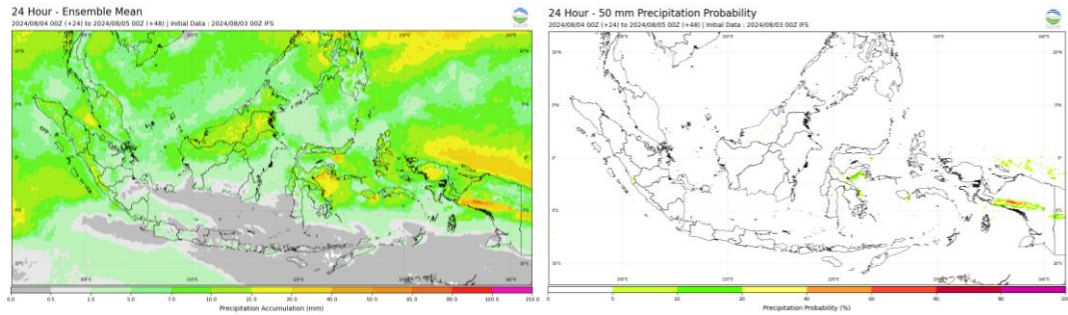 24 Hour - Ensemble Mean
2024/08/04 00Z (+24) to 2024/08/05 00Z (+48) | Initial Data : 2024/08/03 00Z IFS
0.0 0.5 3.0 5.0 7.0 10.0 15.0 20.0 40.0 50.0 65.0 80.0 100.0 150.0
Precipitation Accumulation (mm)
24 Hour - 50 mm Precipitation Probability
2024/08/04 00Z (+24) to 2024/08/05 00Z (+48) | Initial Data : 2024/08/03 00Z IFS
0 5 10 20 40 60 80 90 100
Precipitation Probability (%)